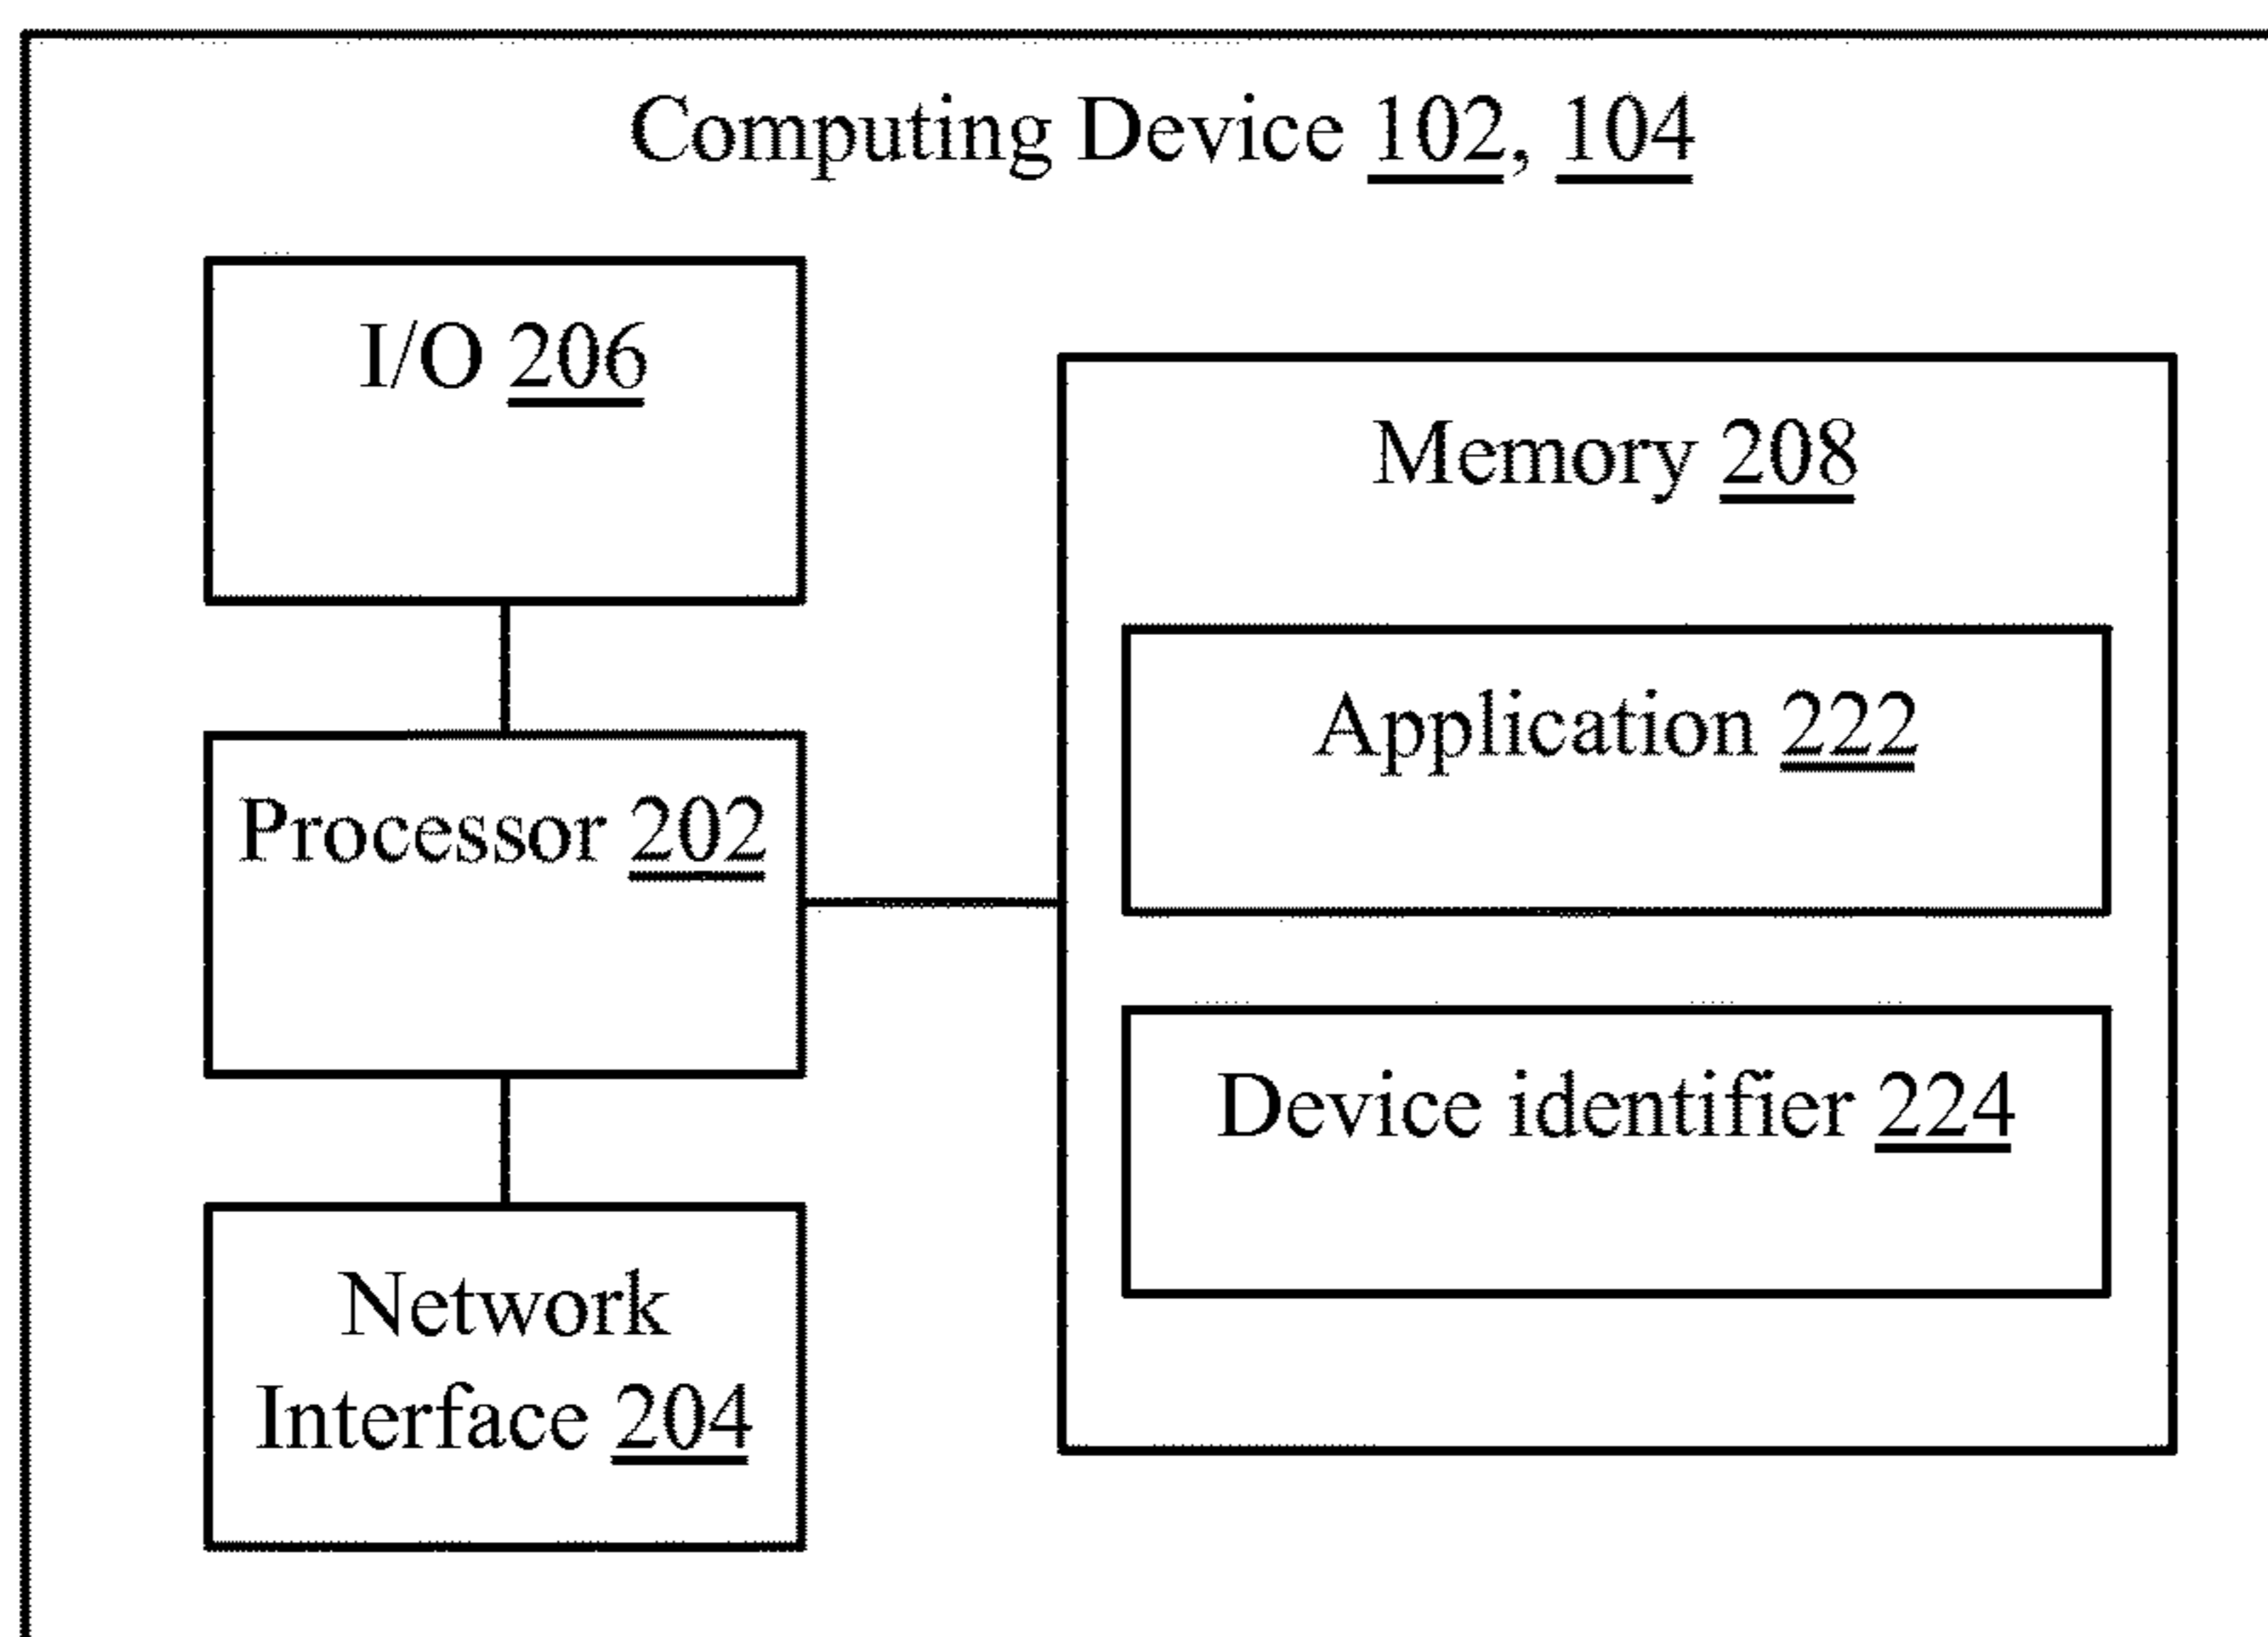 Computing Device 102, 104
I/O 206
Memory 208
Application 222
Processor 202
Device identifier 224
Network
Interface 204